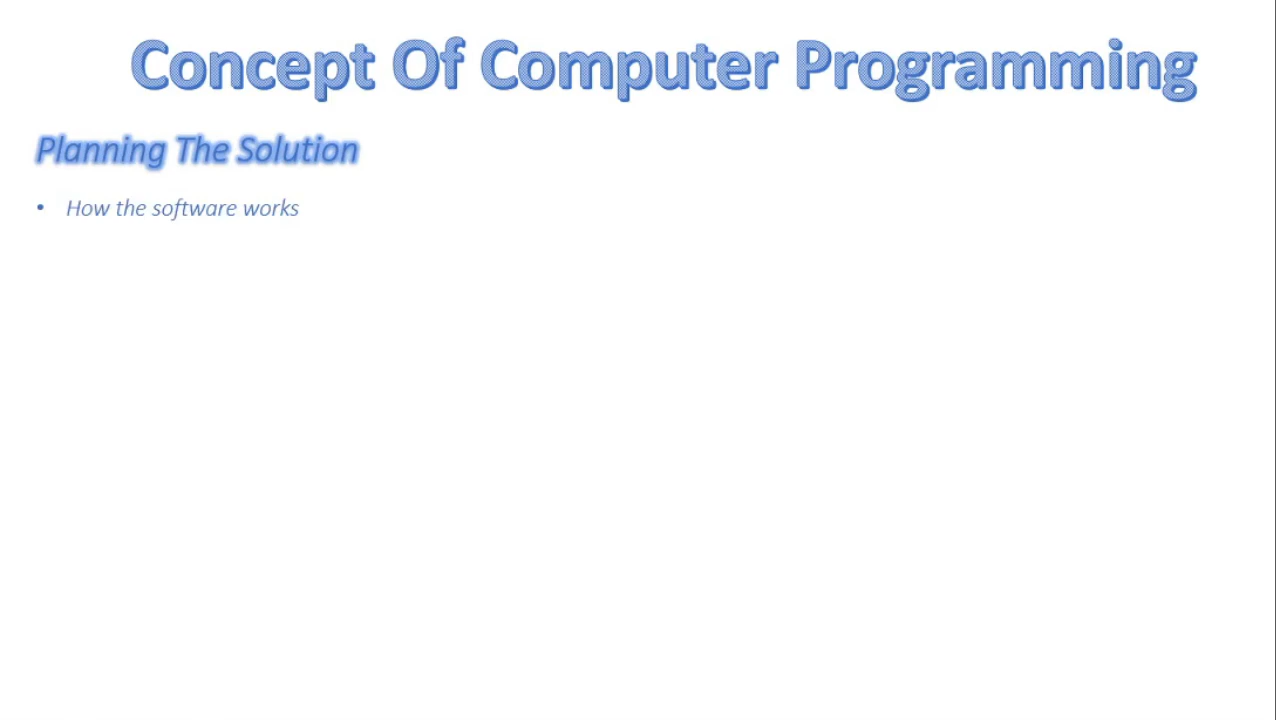 Concept Of Computer Programming
Planning The Solution
• How the software works